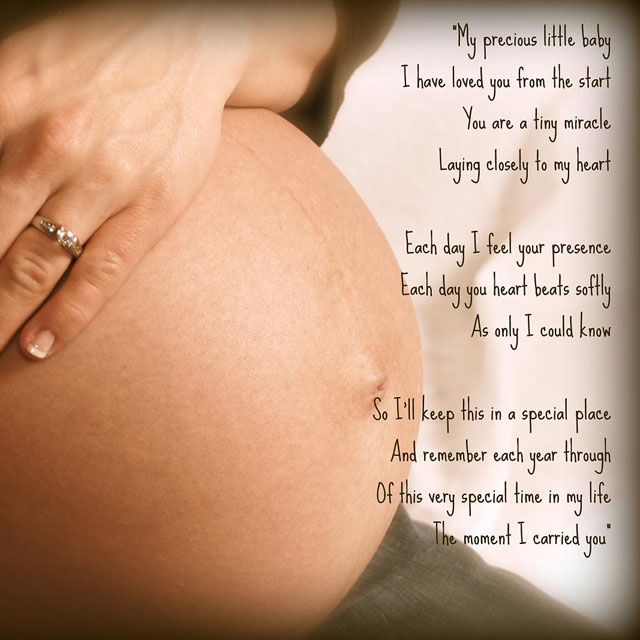 "My precious little baby
I have loved you from the start
You are a tiny miracle
Laying closely to my heart
Each day I feel your presence
Each day you heart beats softly
As only I could know
So I'll keep this in a special place
And remember each year through
Of this very special time in my life
The moment I carried you"